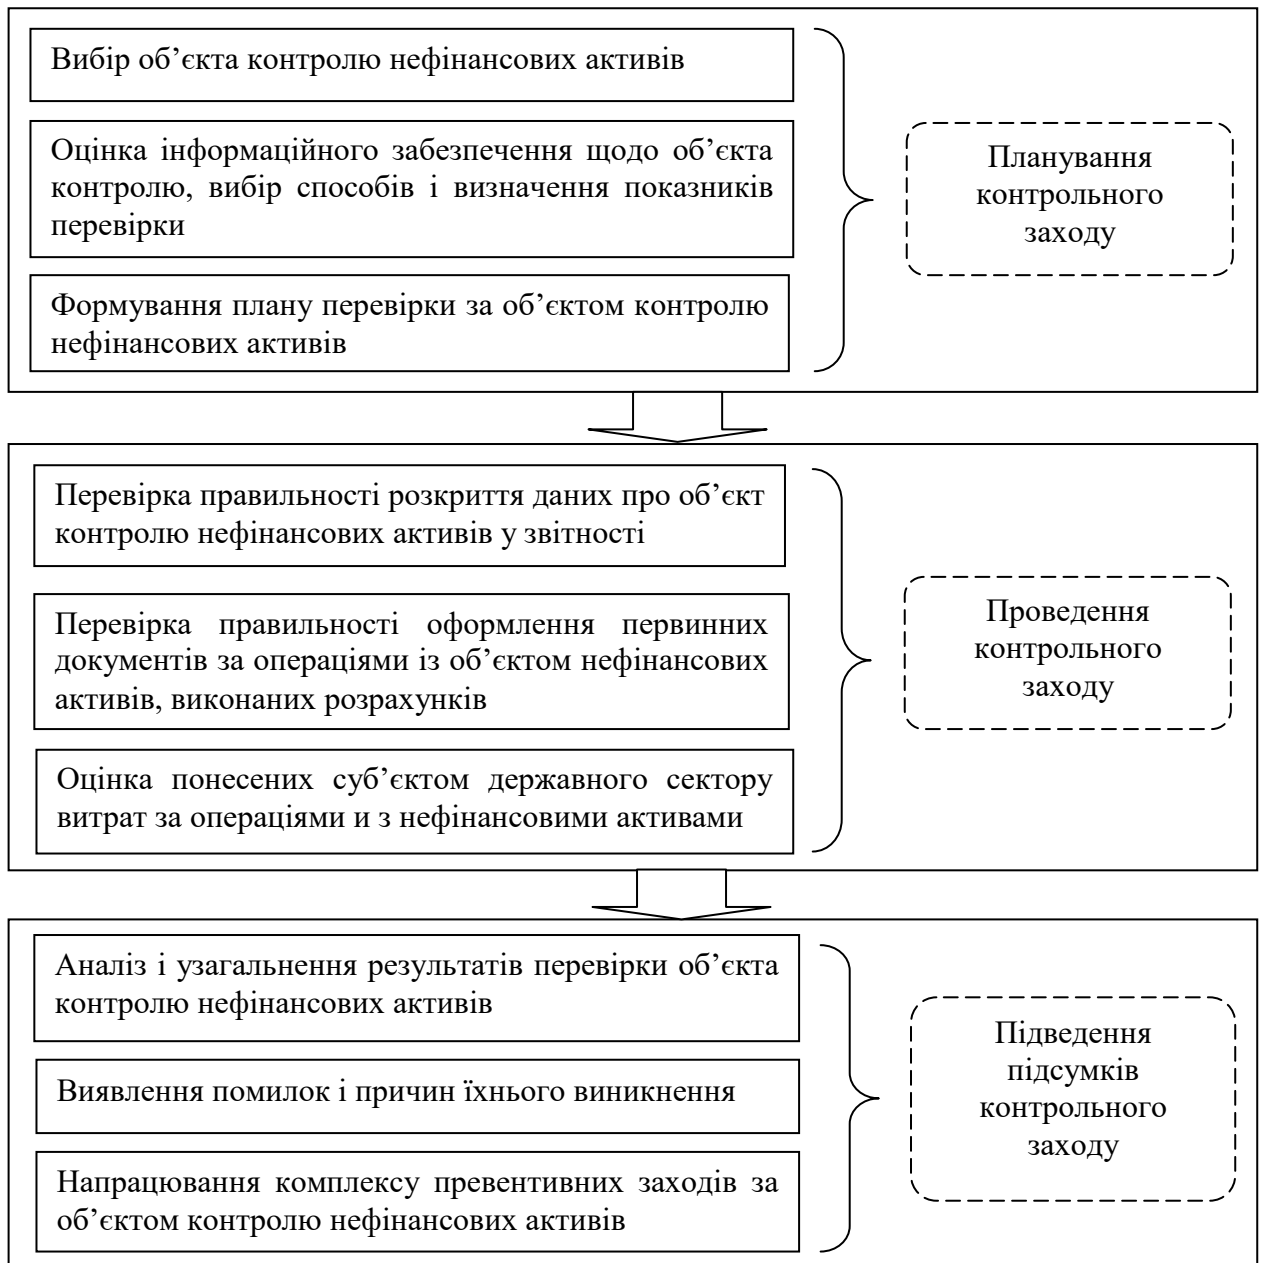 Вибір об’єкта контролю нефінансових активів
Оцінка інформаційного забезпечення щодо об’єкта
контролю, вибір способів і визначення показників
перевірки
Формування плану перевірки за об’єктом контролю
нефінансових активів
Планування
контрольного
заходу
Перевірка правильності розкриття даних про об’єкт
контролю нефінансових активів у звітності
Перевірка правильності оформлення первинних
документів за операціями із об’єктом нефінансових
активів, виконаних розрахунків
Оцінка понесених суб’єктом державного сектору
витрат за операціями и з нефінансовими активами
Проведення
контрольного
заходу
Аналіз і узагальнення результатів перевірки об’єкта
контролю нефінансових активів
Виявлення помилок і причин їхнього виникнення
Напрацювання комплексу превентивних заходів за
об’єктом контролю нефінансових активів
Підведення
підсумків
контрольного
заходу